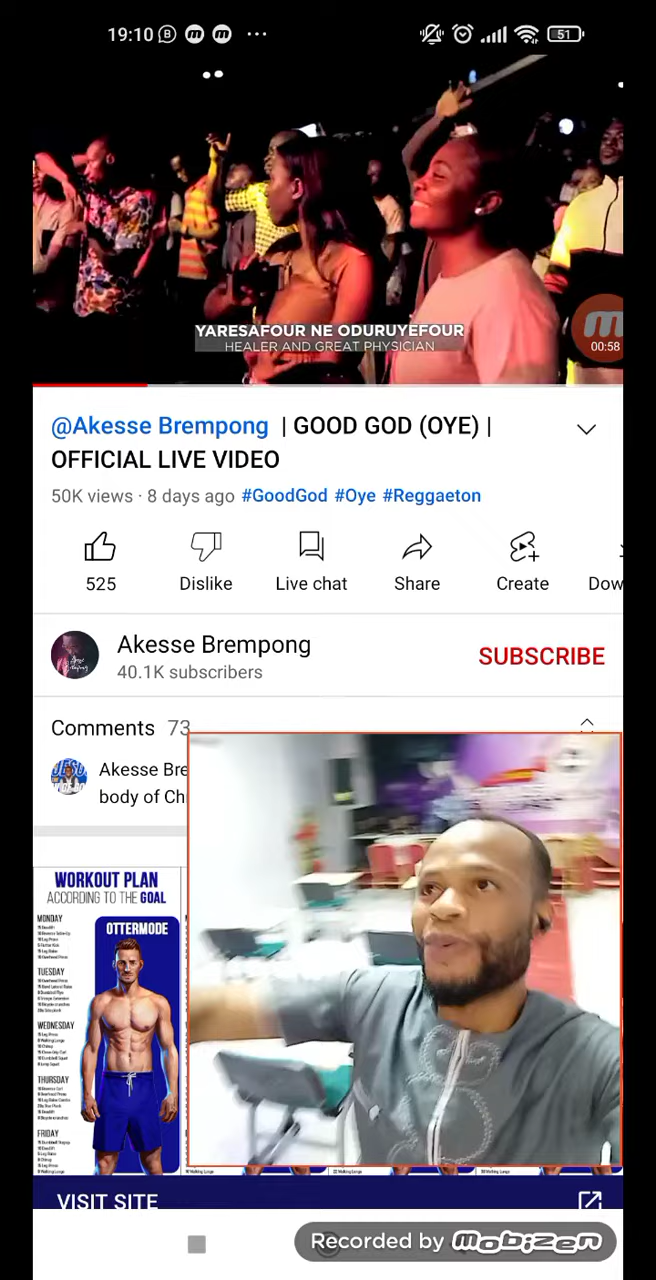 19:10
51
YARESAFOUR NE ODURUYEFOUR
HEALER AND GREAT PHYSICIAN
00:58
@Akesse Brempong | GOOD GOD (OYE) |
OFFICIAL LIVE VIDEO
50K views · 8 days ago #GoodGod #Oye #Reggaeton
525 Dislike Live chat Share Create Dow
Akesse Brempong
40.1K subscribers
SUBSCRIBE
Comments 73
Akesse Bre
body of Ch
WORKOUT PLAN
ACCORDING TO THE GOAL
OTTERMODE
MONDAY
TUESDAY
WEDNESDAY
THURSDAY
FRIDAY
VISIT SITE
Recorded by mobizen